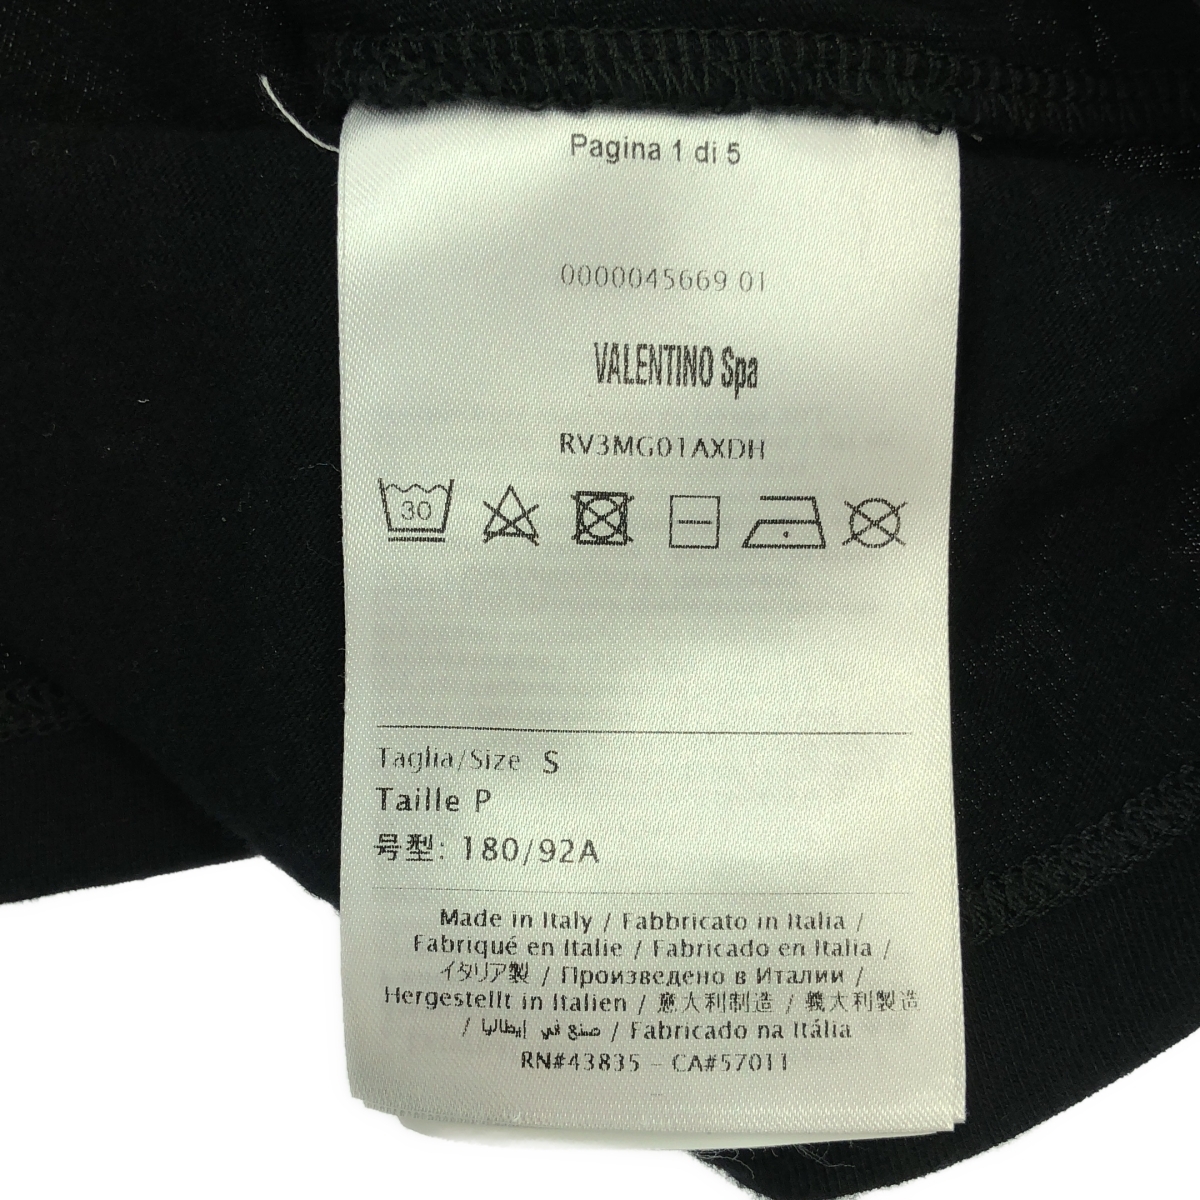 Pagina 1 di 5
0000045669 01
VALENTINO Spa
RV3MG01AXDH
30
Taglia/Size S
Taille P
号型: 180/92A
Made in Italy / Fabbricato in Italia /
Fabriqué en Italie / Fabricado en Italia /
イタリア製 / Произведено в Италии /
Hergestellt in Italien / 意大利制造 / 義大利製造
/ صنع في إيطاليا / Fabricado na Itália
RN#43835 - CA#57011